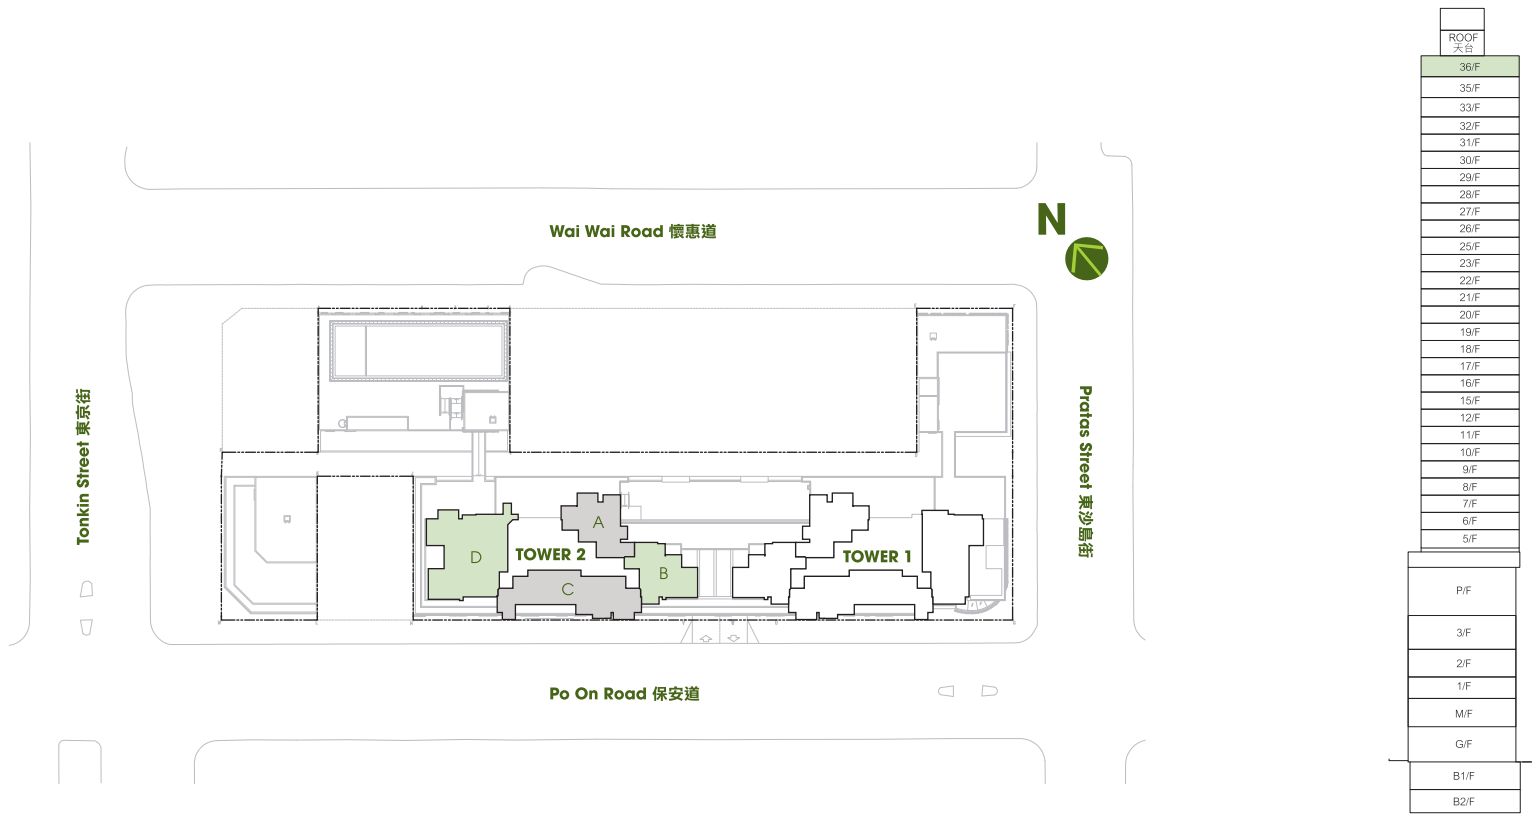 Wai Wai Road 懷惠道
N
Tonkin Street 東京街
Pratas Street 東沙島街
A
D
TOWER 2
B
C
TOWER 1
Po On Road 保安道
ROOF
天台
36/F
35/F
33/F
32/F
31/F
30/F
29/F
28/F
27/F
26/F
25/F
23/F
22/F
21/F
20/F
19/F
18/F
17/F
16/F
15/F
12/F
11/F
10/F
9/F
8/F
7/F
6/F
5/F
P/F
3/F
2/F
1/F
M/F
G/F
B1/F
B2/F